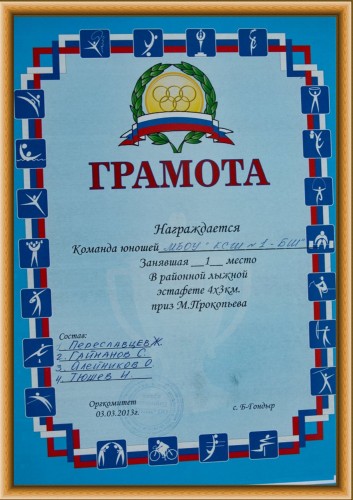 ГРАМОТА
Награждается
Команда юношей МБОУ "КСШ №1-БШ"
Занявшая __1__ место
В районной лыжной
эстафете 4х3км.
приз М.Прокопьева
Состав:
1. Переславцев Ж.
2. Гайнанов С.
3. Олейников О
4. Тюшев И
Оргкомитет
03.03.2013г.
с. Б-Гондыр